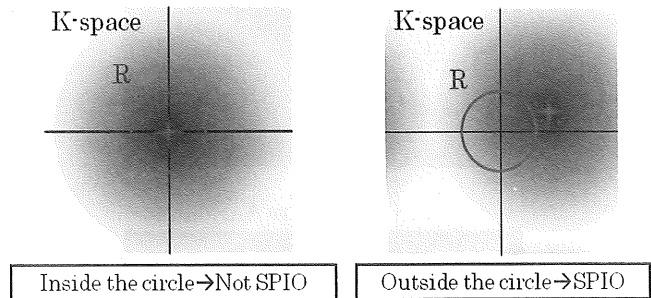 K-space
R
Inside the circle→Not SPIO
K-space
R
Outside the circle→SPIO